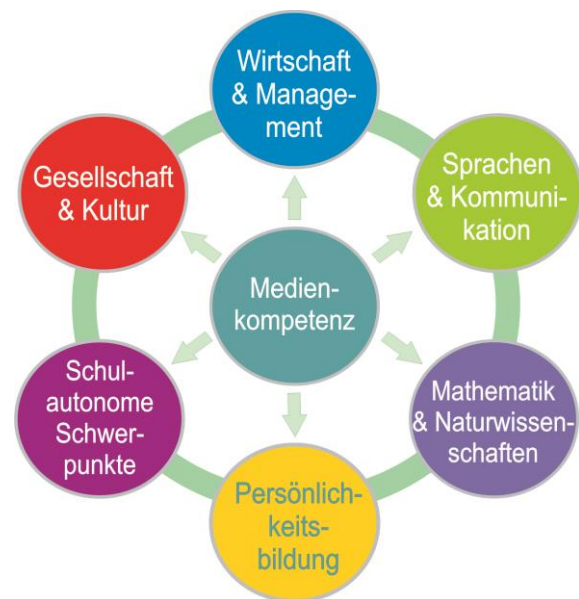 Wirtschaft
& Manage-
ment
Gesellschaft
& Kultur
Sprachen
& Kommuni-
kation
Medien-
kompetenz
Schul-
autonome
Schwer-
punkte
Mathematik
& Naturwissen-
schaften
Persönlich-
keits-
bildung